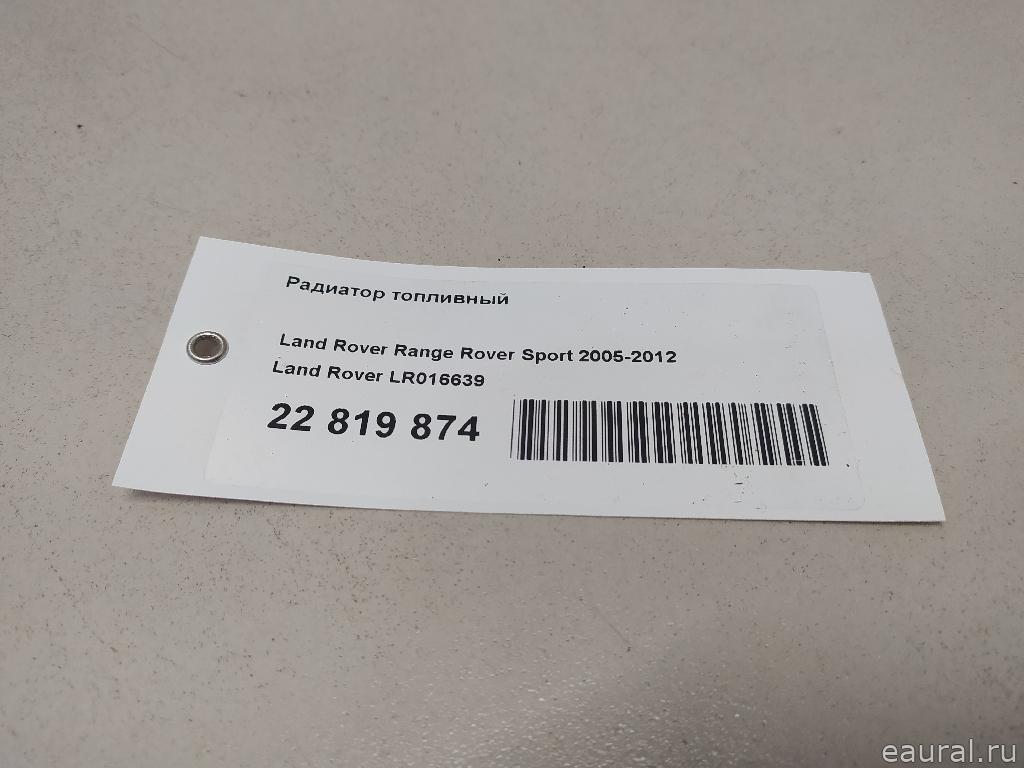 Радиатор топливный
Land Rover Range Rover Sport 2005-2012
Land Rover LR016639
22 819 874
eaural.ru